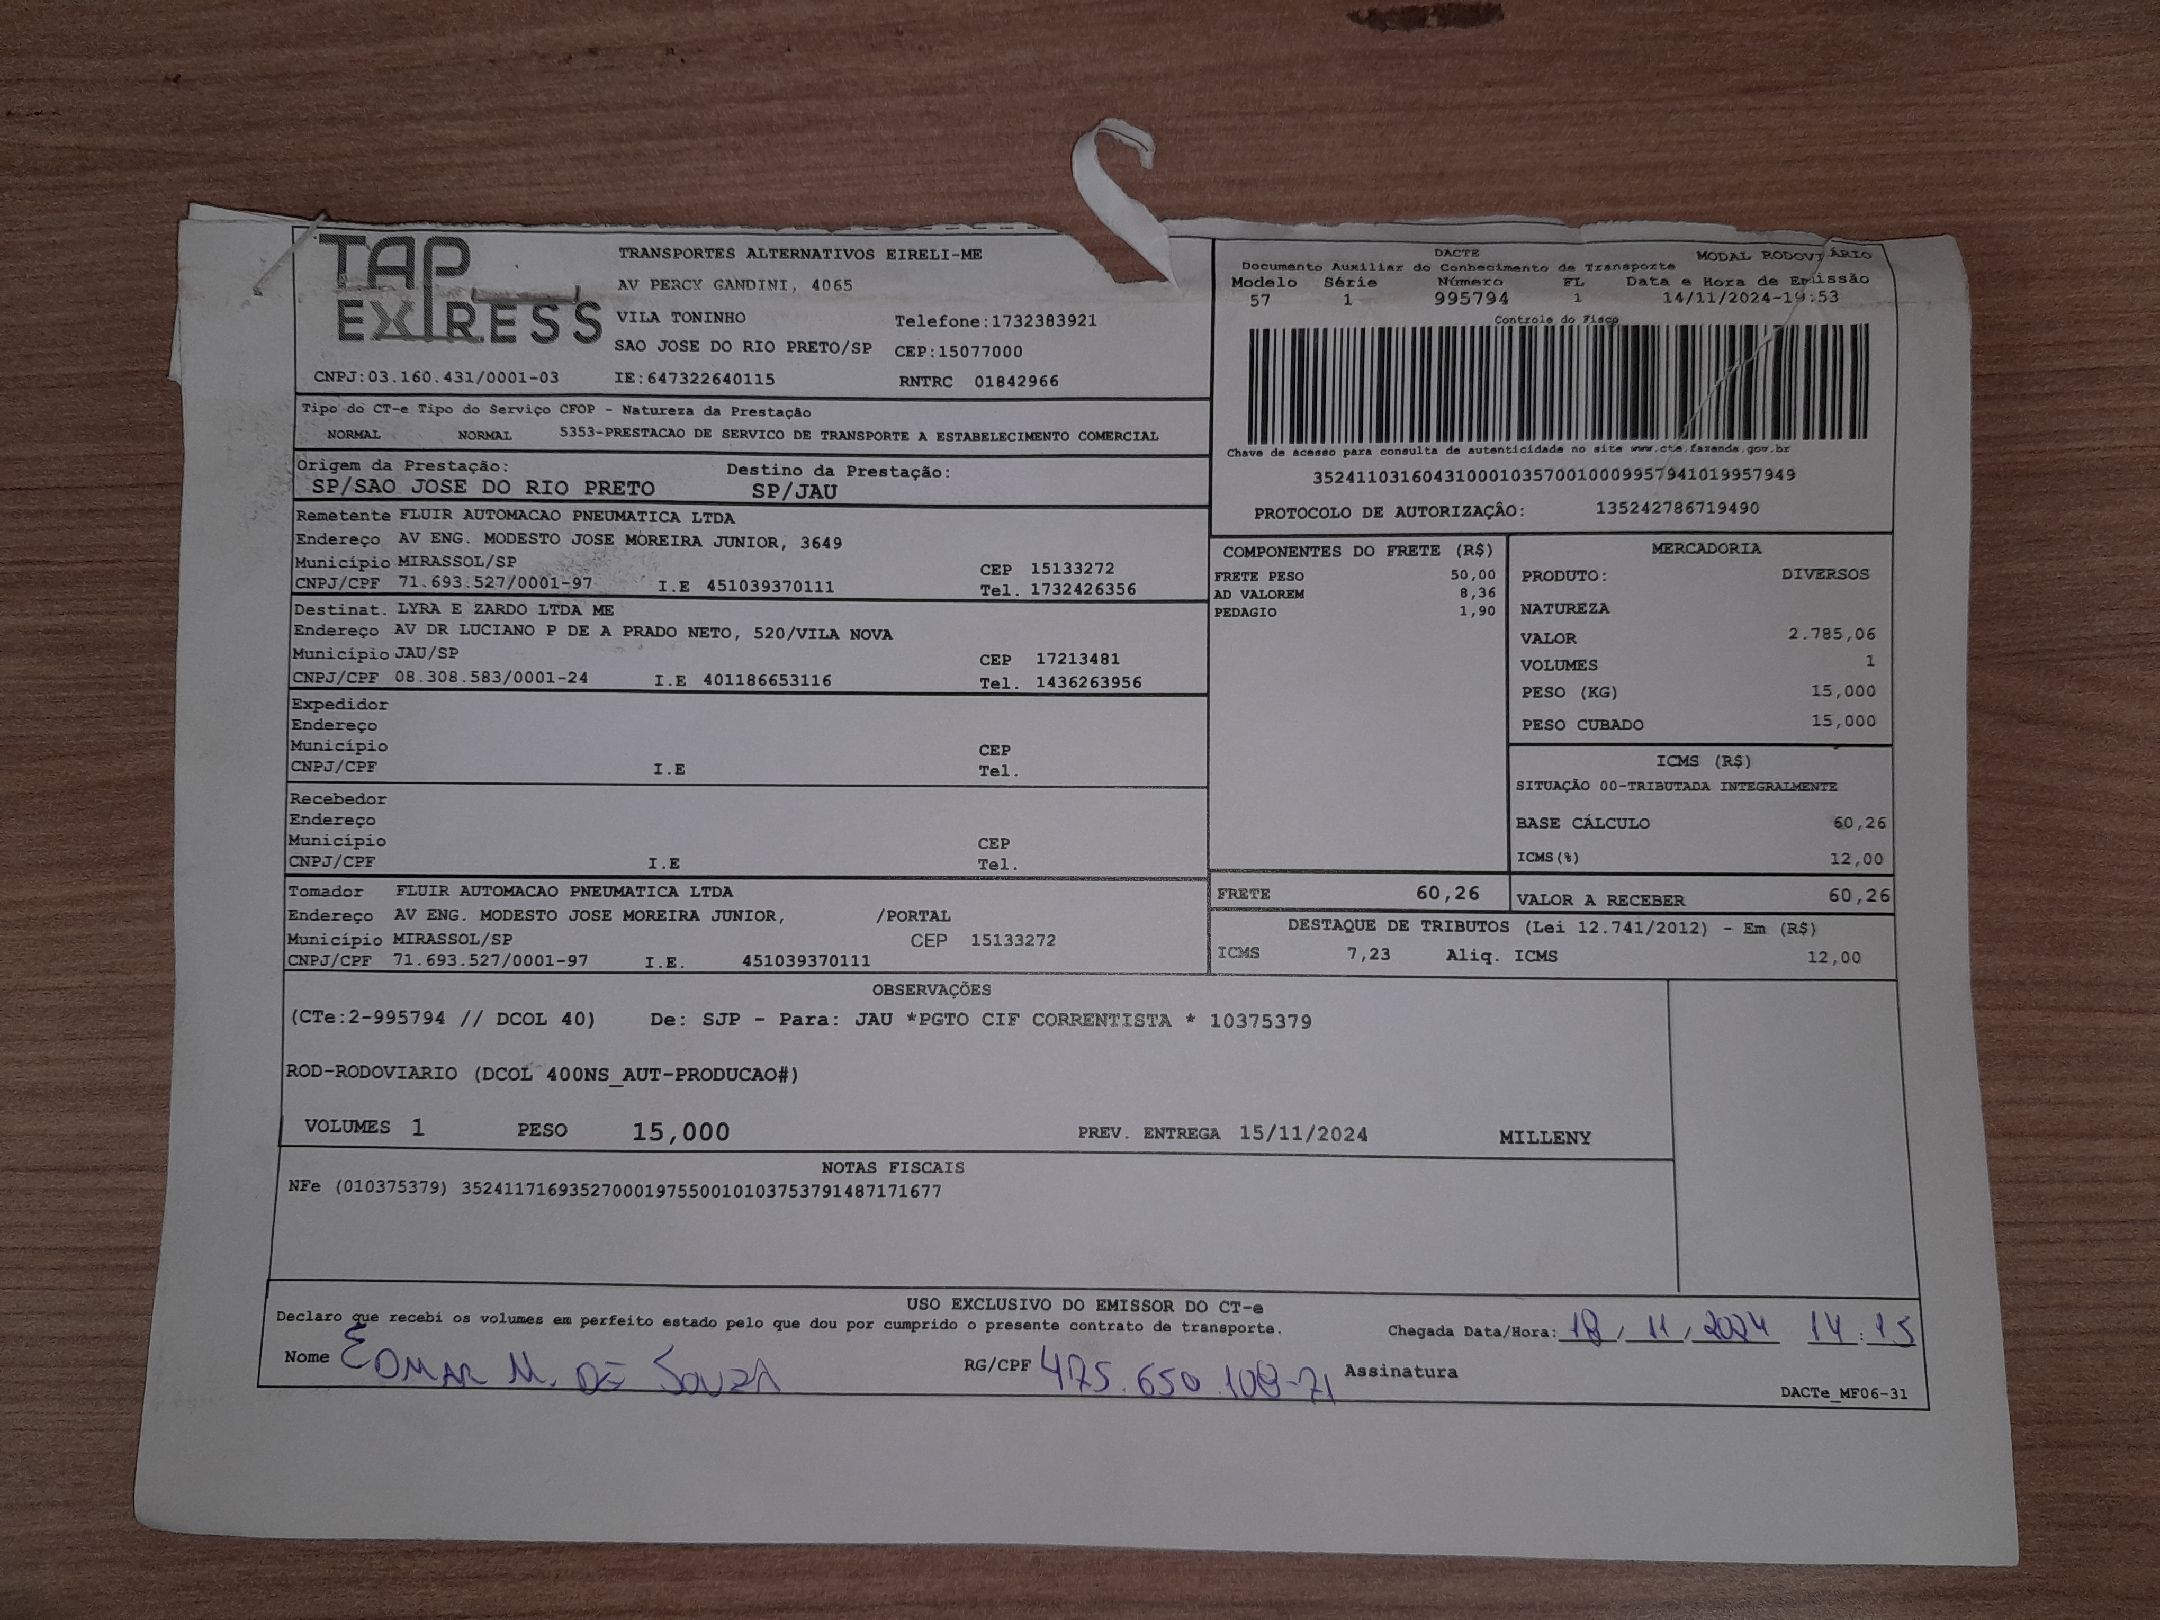 TAP
EXPRESS
TRANSPORTES ALTERNATIVOS EIRELI-ME
AV PERCY GANDINI, 4065
VILA TONINHO Telefone:1732383921
SAO JOSE DO RIO PRETO/SP CEP:15077000
CNPJ:03.160.431/0001-03 IE:647322640115 RNTRC 01842966
DACTE MODAL RODOVIÁRIO
Documento Auxiliar do Conhecimento de Transporte
Modelo Série Número FL Data e Hora de Emissão
57 1 995794 1 14/11/2024-19:53
Controle do Fisco
Chave de acesso para consulta de autenticidade no site www.cte.fazenda.gov.br
35241103160431000103570010009957941019957949
PROTOCOLO DE AUTORIZAÇÂO: 135242786719490
Tipo do CT-e Tipo do Serviço CFOP - Natureza da Prestação
NORMAL NORMAL 5353-PRESTACAO DE SERVICO DE TRANSPORTE A ESTABELECIMENTO COMERCIAL
Origem da Prestação: Destino da Prestação:
SP/SAO JOSE DO RIO PRETO SP/JAU
Remetente FLUIR AUTOMACAO PNEUMATICA LTDA
Endereço AV ENG. MODESTO JOSE MOREIRA JUNIOR, 3649
Município MIRASSOL/SP CEP 15133272
CNPJ/CPF 71.693.527/0001-97 I.E 451039370111 Tel. 1732426356
Destinat. LYRA E ZARDO LTDA ME
Endereço AV DR LUCIANO P DE A PRADO NETO, 520/VILA NOVA
Município JAU/SP CEP 17213481
CNPJ/CPF 08.308.583/0001-24 I.E 401186653116 Tel. 1436263956
Expedidor
Endereço
Município CEP
CNPJ/CPF I.E Tel.
Recebedor
Endereço
Município CEP
CNPJ/CPF I.E Tel.
Tomador FLUIR AUTOMACAO PNEUMATICA LTDA
Endereço AV ENG. MODESTO JOSE MOREIRA JUNIOR, /PORTAL
Município MIRASSOL/SP CEP 15133272
CNPJ/CPF 71.693.527/0001-97 I.E. 451039370111
COMPONENTES DO FRETE (R$)
FRETE PESO 50,00
AD VALOREM 8,36
PEDAGIO 1,90
MERCADORIA
PRODUTO: DIVERSOS
NATUREZA
VALOR 2.785,06
VOLUMES 1
PESO (KG) 15,000
PESO CUBADO 15,000
ICMS (R$)
SITUAÇÃO 00-TRIBUTADA INTEGRALMENTE
BASE CÁLCULO 60,26
ICMS(%) 12,00
FRETE 60,26 VALOR A RECEBER 60,26
DESTAQUE DE TRIBUTOS (Lei 12.741/2012) - Em (R$)
ICMS 7,23 Aliq. ICMS 12,00
OBSERVAÇÕES
(CTe:2-995794 // DCOL 40) De: SJP - Para: JAU *PGTO CIF CORRENTISTA * 10375379
ROD-RODOVIARIO (DCOL 400NS_AUT-PRODUCAO#)
VOLUMES 1 PESO 15,000 PREV. ENTREGA 15/11/2024 MILLENY
NOTAS FISCAIS
NFe (010375379) 35241171693527000197550010103753791487171677
USO EXCLUSIVO DO EMISSOR DO CT-e
Declaro que recebi os volumes em perfeito estado pelo que dou por cumprido o presente contrato de transporte. Chegada Data/Hora: 18/11/2024 14:15
Nome EDMAR M. DE SOUZA RG/CPF 475.650.108-71 Assinatura
DACTe_MF06-31